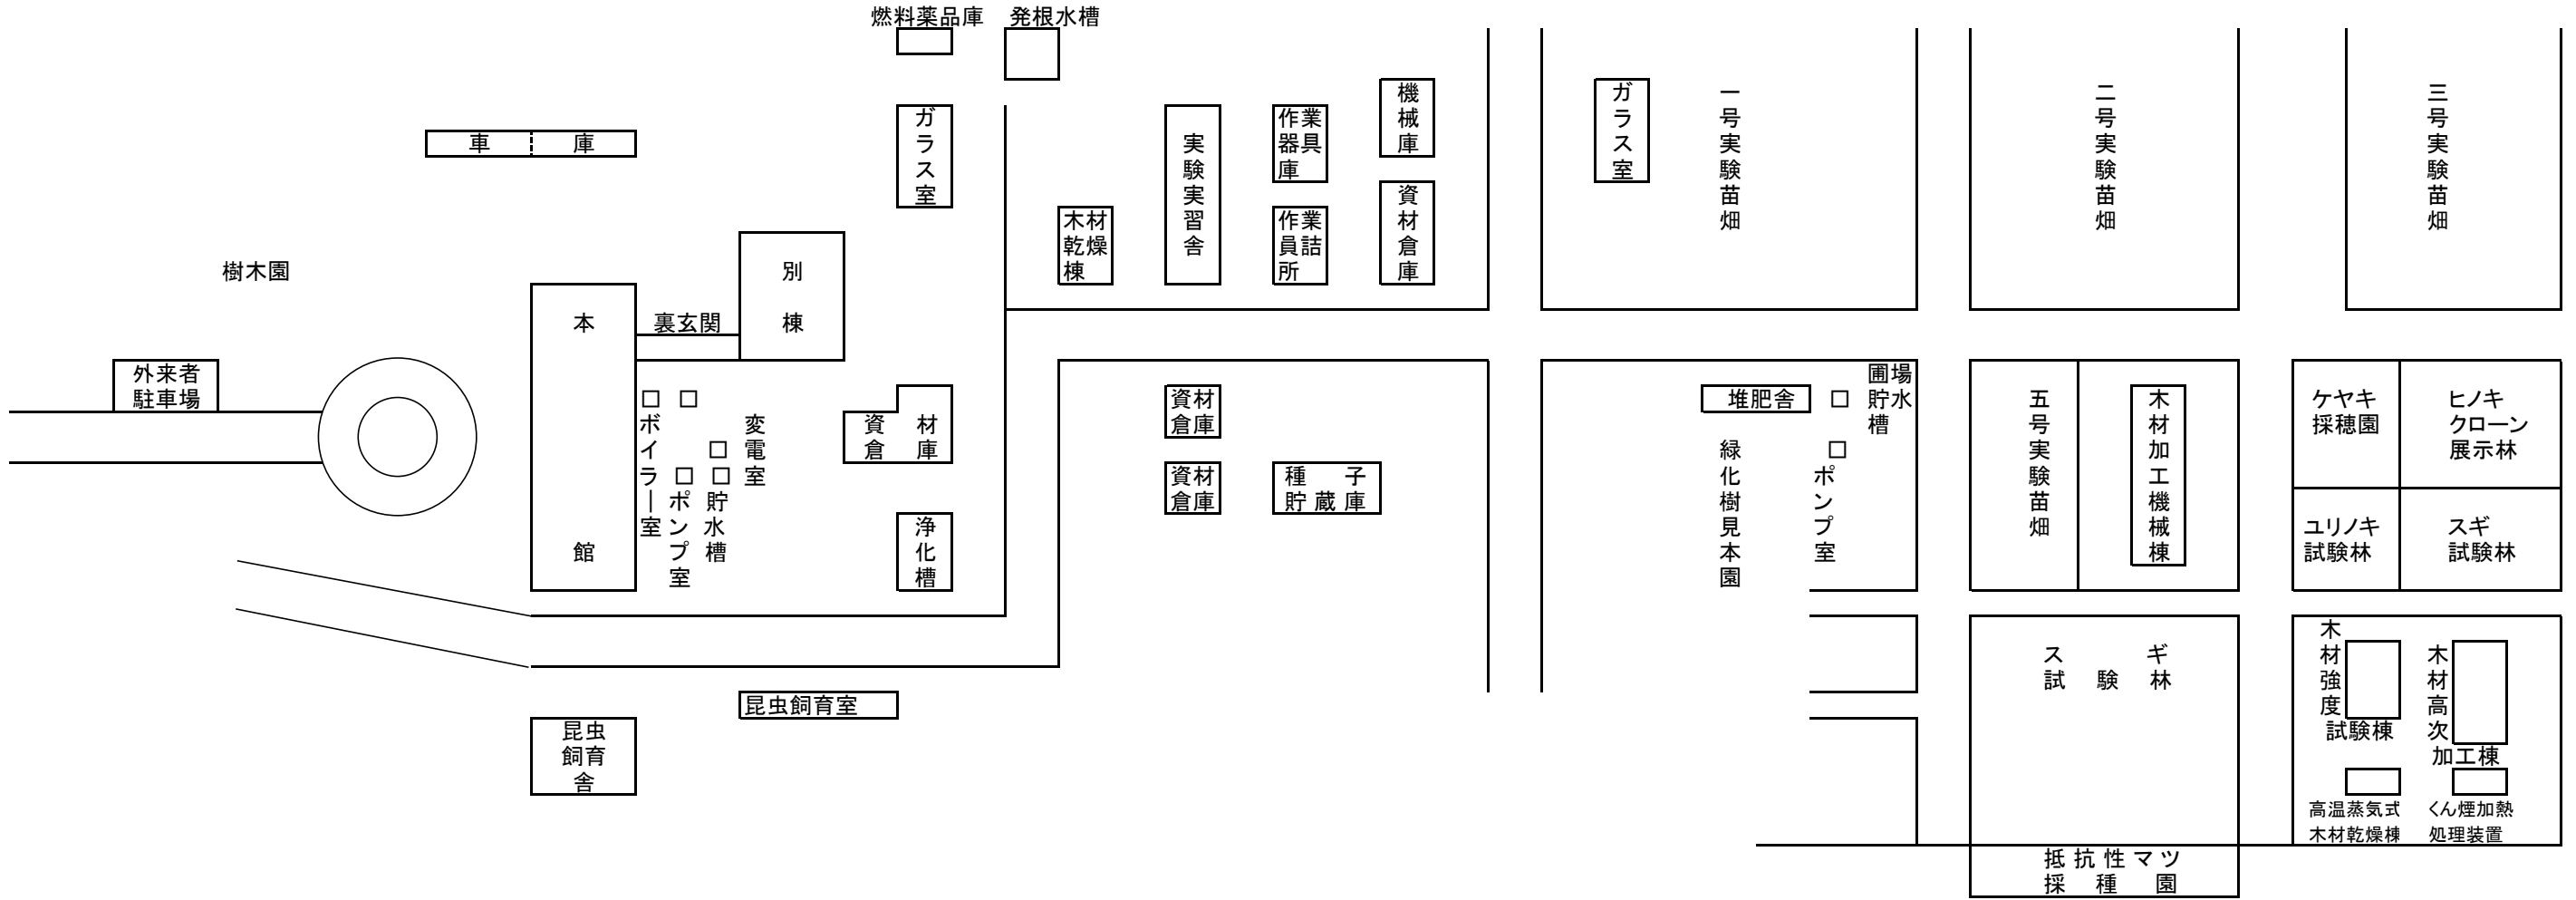 燃料薬品庫
発根水槽
車庫
ガラス室
木材
乾燥
棟
実験実習舎
作業
器具
庫
作業
員詰
所
機械庫
資材倉庫
ガラス室
一号実験苗畑
二号実験苗畑
三号実験苗畑
樹木園
別棟
本館
裏玄関
外来者
駐車場
ボイラー室
ポンプ室
貯水槽
変電室
資材
倉庫
浄化槽
資材
倉庫
資材
倉庫
種子
貯蔵庫
堆肥舎
圃場
貯水
槽
緑化樹見本園
ポンプ室
五号実験苗畑
木材加工機械棟
ケヤキ
採穂園
ヒノキ
クローン
展示林
ユリノキ
試験林
スギ
試験林
昆虫飼育室
昆虫
飼育
舎
スギ
試験林
木材強度
試験棟
木材高次
加工棟
高温蒸気式
木材乾燥棟
くん煙加熱
処理装置
抵抗性マツ
採種園